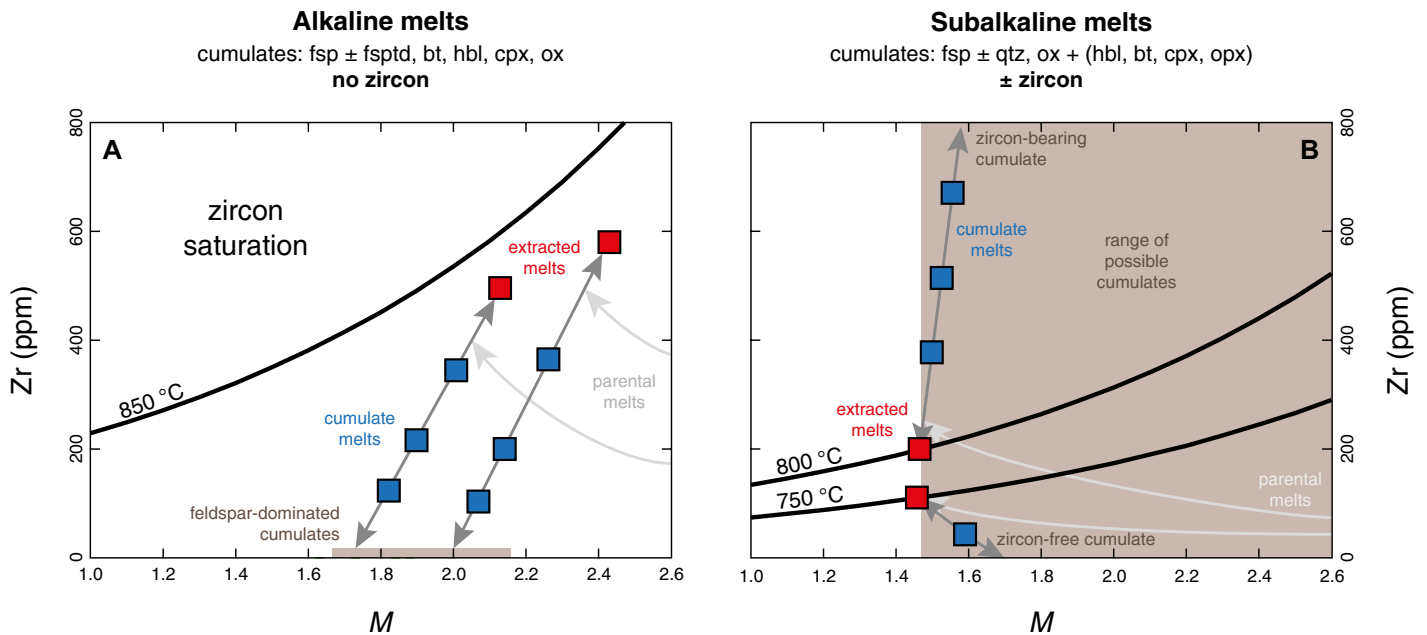 Alkaline melts
cumulates: fsp ± fsptd, bt, hbl, cpx, ox
no zircon
Zr (ppm)
800
600
400
200
0
A
zircon
saturation
850 °C
extracted
melts
parental
melts
cumulate
melts
feldspar-dominated
cumulates
1.0
1.2
1.4
1.6
1.8
2.0
2.2
2.4
2.6
M
Subalkaline melts
cumulates: fsp ± qtz, ox + (hbl, bt, cpx, opx)
± zircon
B
zircon-bearing
cumulate
cumulate
melts
range of
possible
cumulates
extracted
melts
800 °C
750 °C
parental
melts
zircon-free cumulate
800
600
400
200
0
Zr (ppm)
1.0
1.2
1.4
1.6
1.8
2.0
2.2
2.4
2.6
M